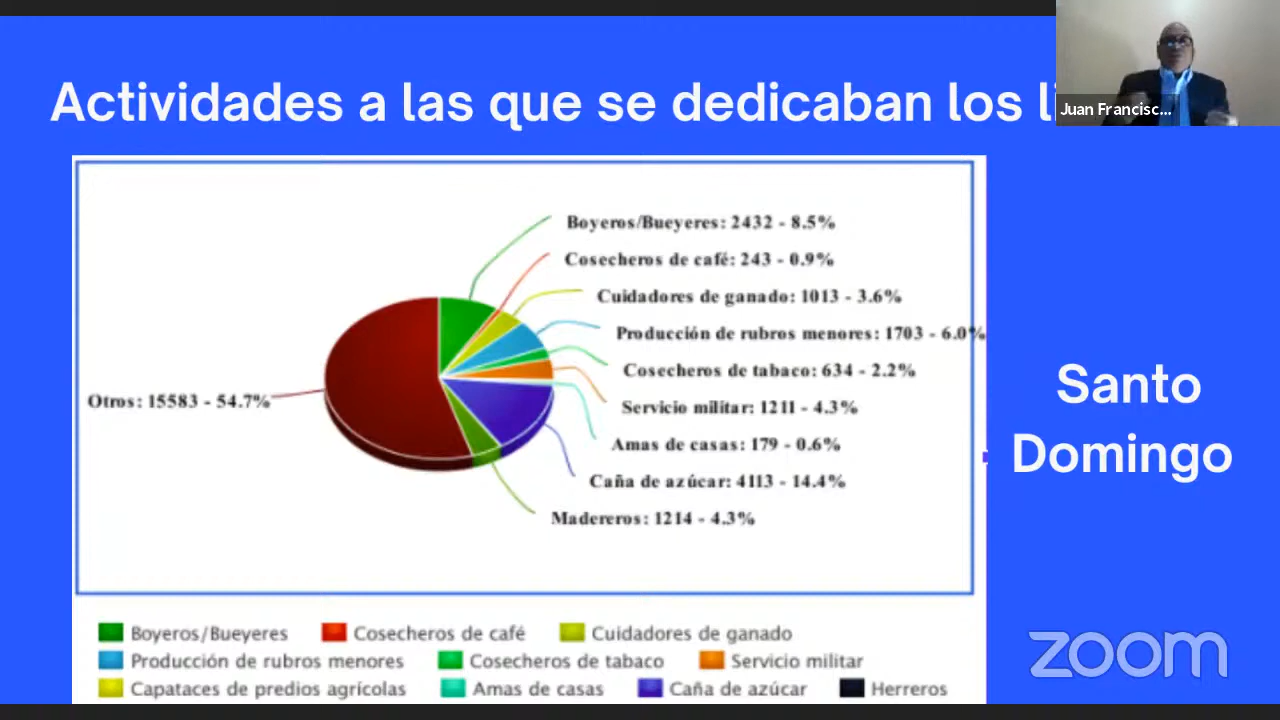 Actividades a las que se dedicaban los
Juan Francisc...
Boyeros/Bueyeres: 2432 - 8.5%
Cosecheros de café: 243 - 0.9%
Cuidadores de ganado: 1013 - 3.6%
Producción de rubros menores: 1703 - 6.0%
Cosecheros de tabaco: 634 - 2.2%
Otros: 15583 - 54.7%
Servicio militar: 1211 - 4.3%
Amas de casas: 179 - 0.6%
Caña de azúcar: 4113 - 14.4%
Madereros: 1214 - 4.3%
Santo
Domingo
Boyeros/Bueyeres Cosecheros de café Cuidadores de ganado
Producción de rubros menores Cosecheros de tabaco Servicio militar
Capataces de predios agrícolas Amas de casas Caña de azúcar Herreros
zoom